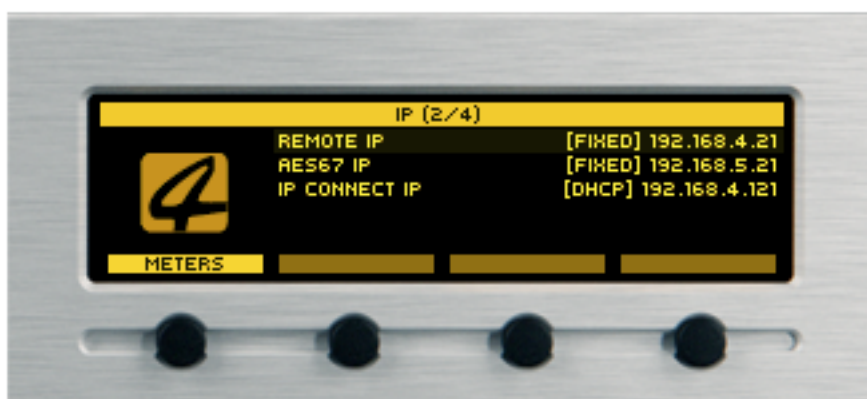 IP (2/4)
REMOTE IP [FIXED] 192.168.4.21
AES67 IP [FIXED] 192.168.5.21
IP CONNECT IP [DHCP] 192.168.4.121
METERS